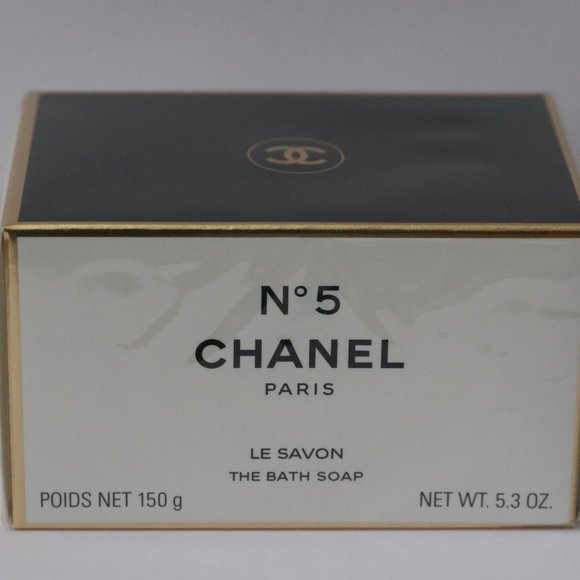 N°5
CHANEL
PARIS
LE SAVON
THE BATH SOAP
POIDS NET 150 g NET WT. 5.3 OZ.